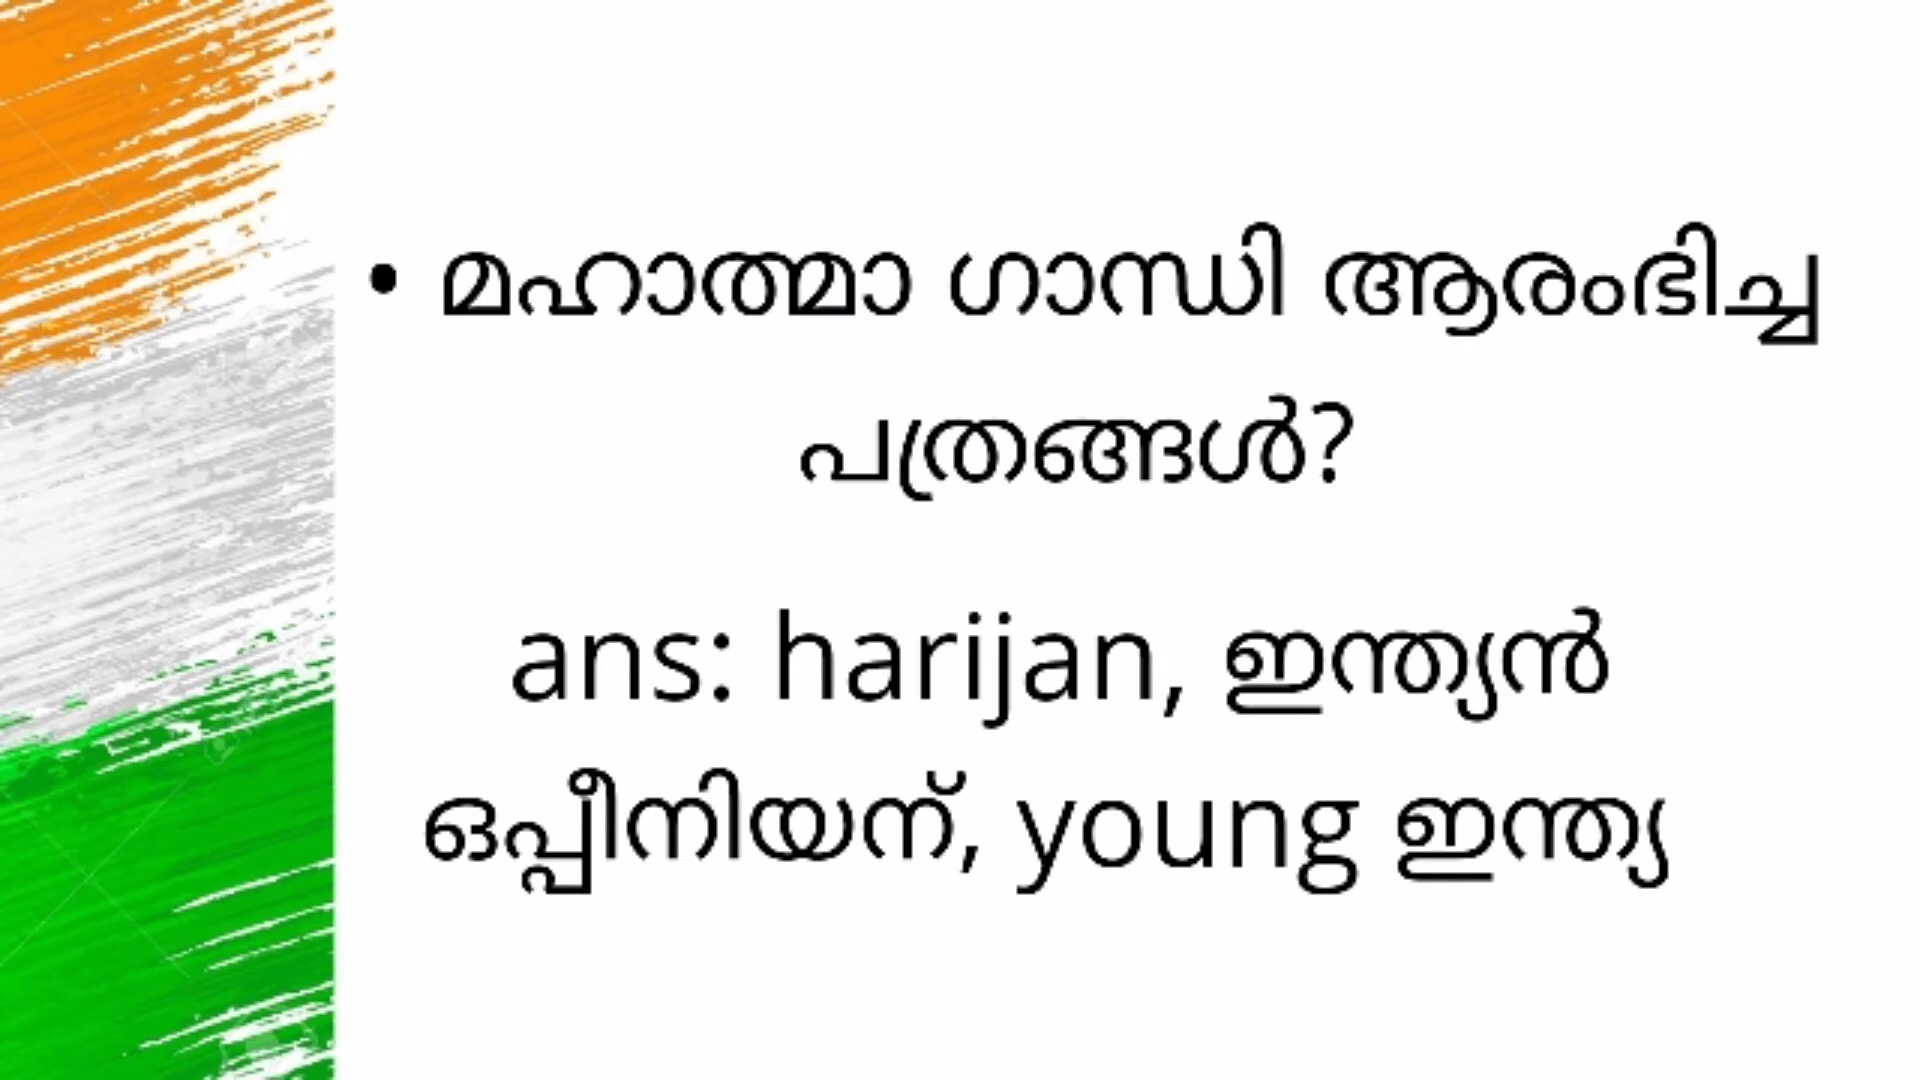 • മഹാത്മാ ഗാന്ധി ആരംഭിച്ച
പത്രങ്ങൾ?
ans: harijan, ഇന്ത്യൻ
ഒപ്പീനിയന്, young ഇന്ത്യ